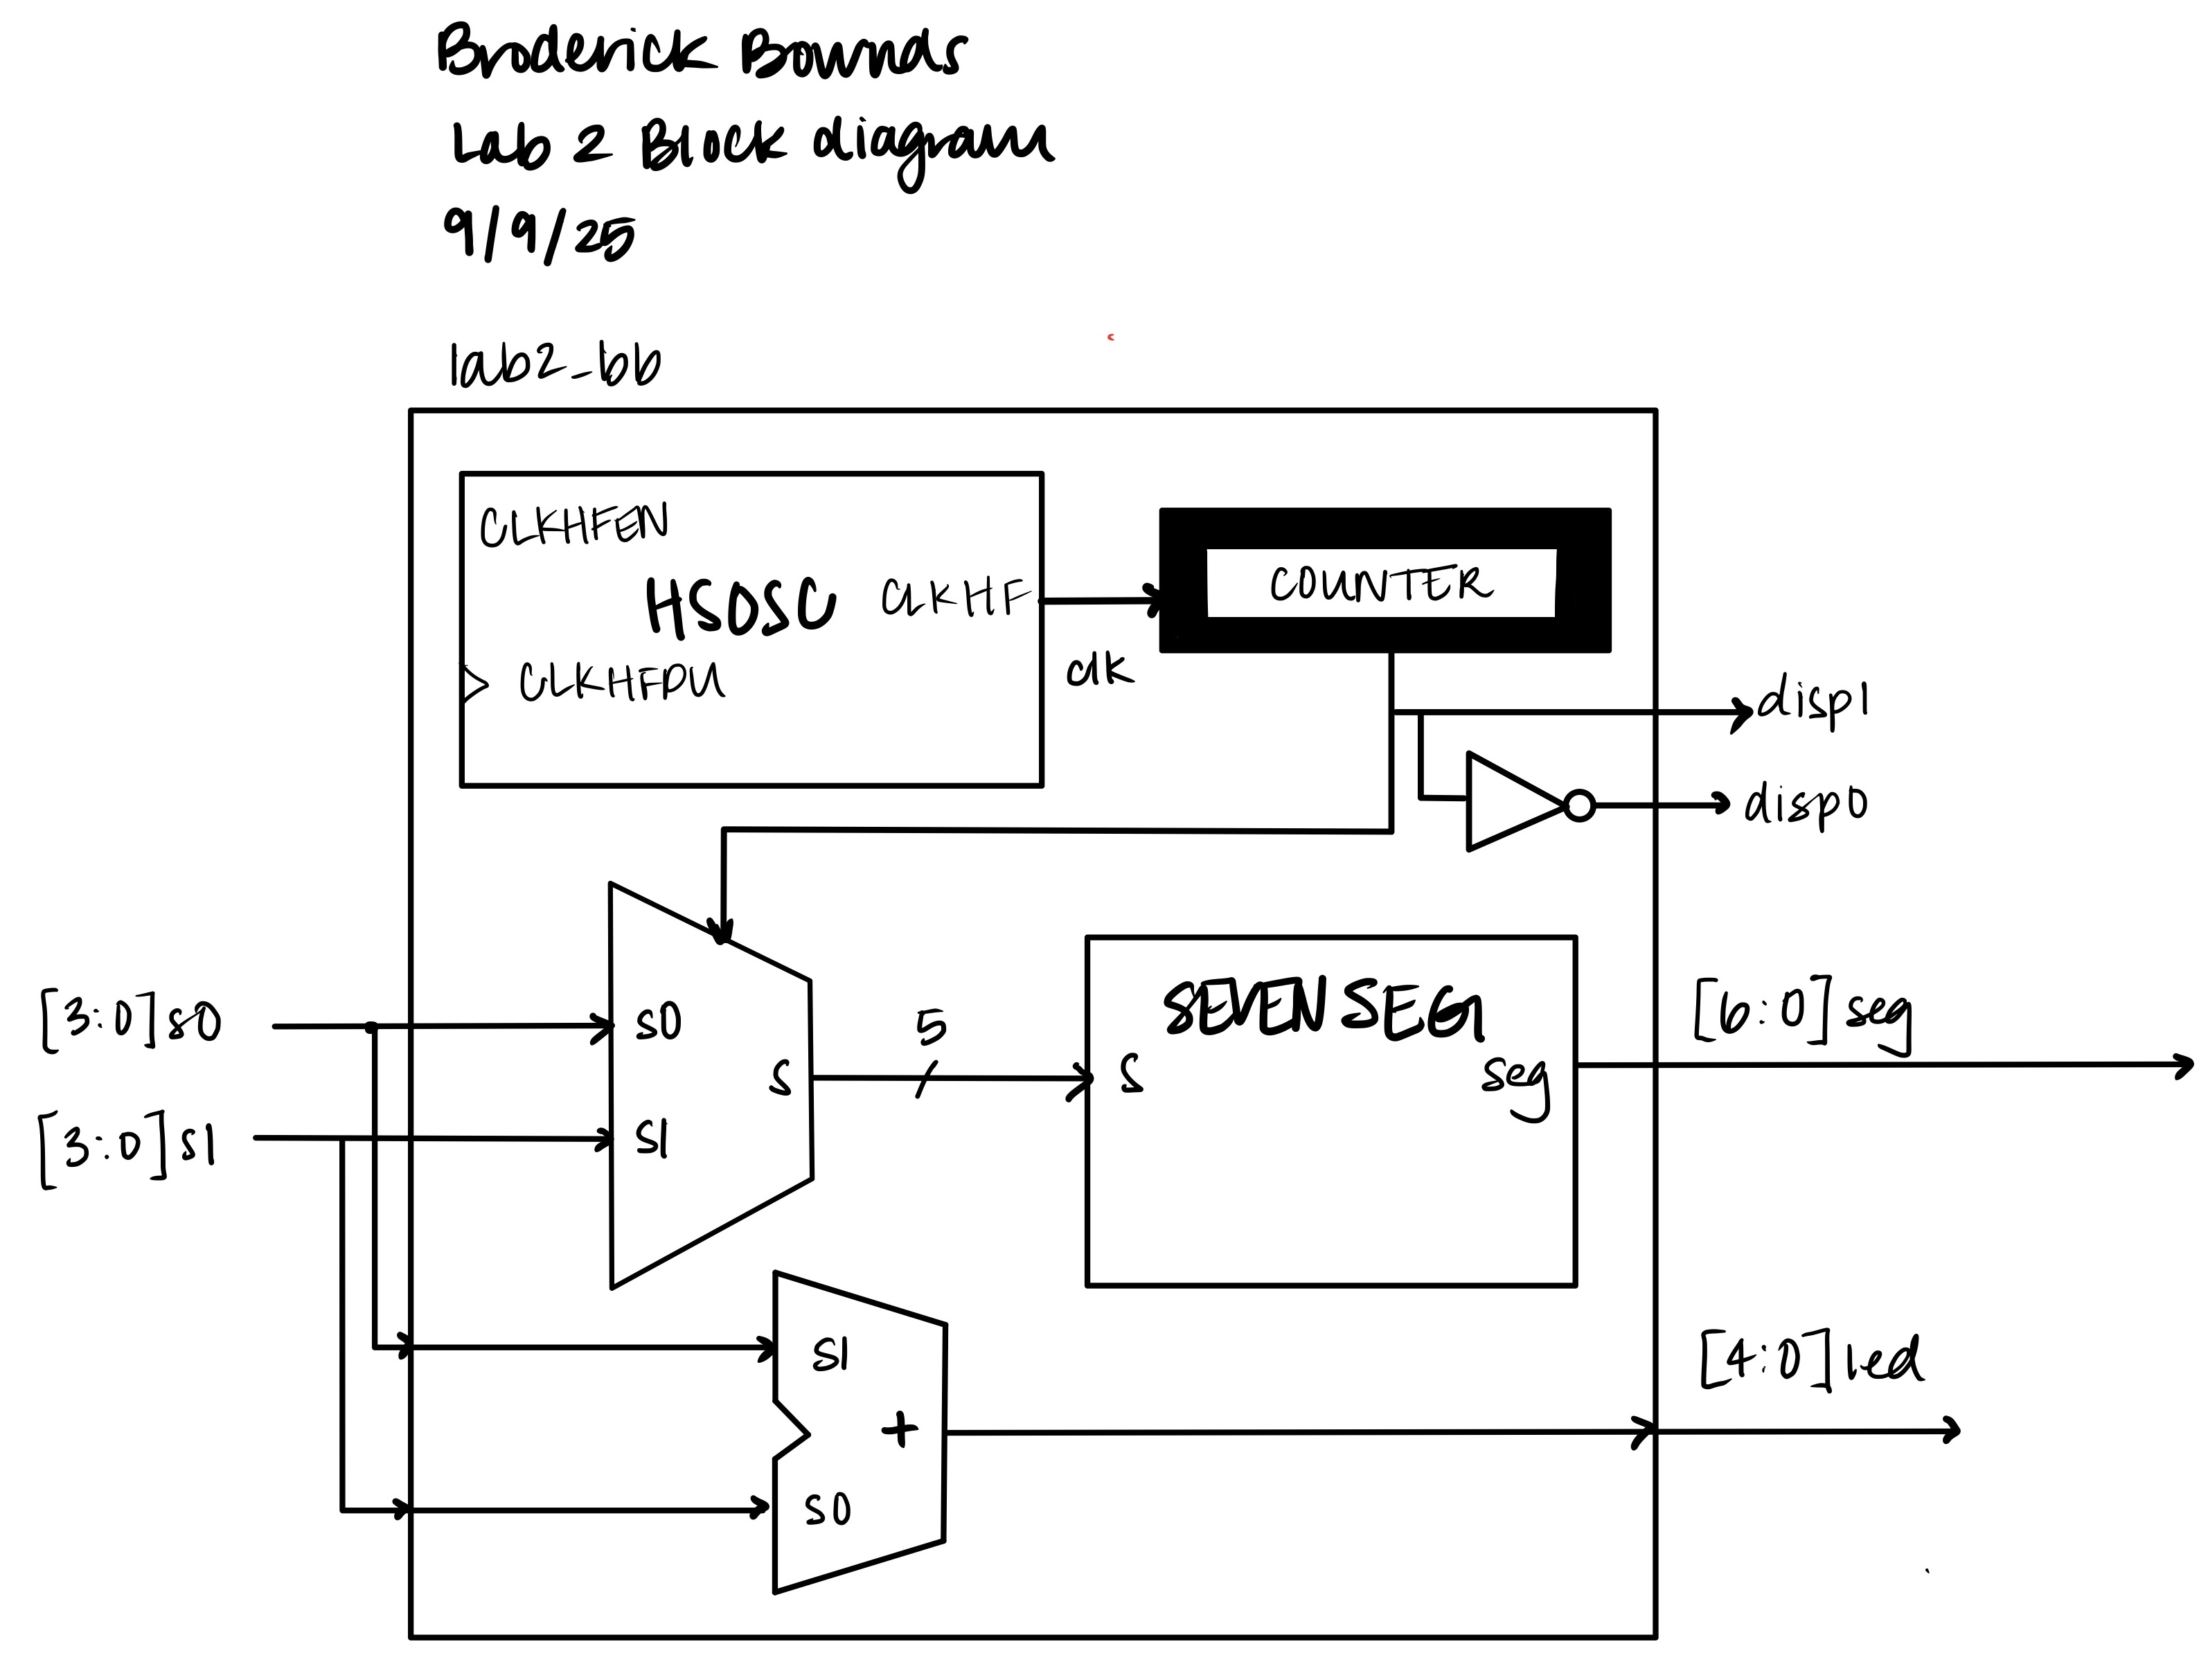 Broderick Bounds
Lab 2 Block diagram
9/9/25
lab2_bb
CLKHFEN
HSOSC
CLKHF
CLKHFPU
clk
COUNTER
disp1
disp0
[3:0] s0
[3:0] s1
s0
s
s1
5
SEVEN SEG
s
seg
[6:0] seg
s1
+
s0
[4:0] led